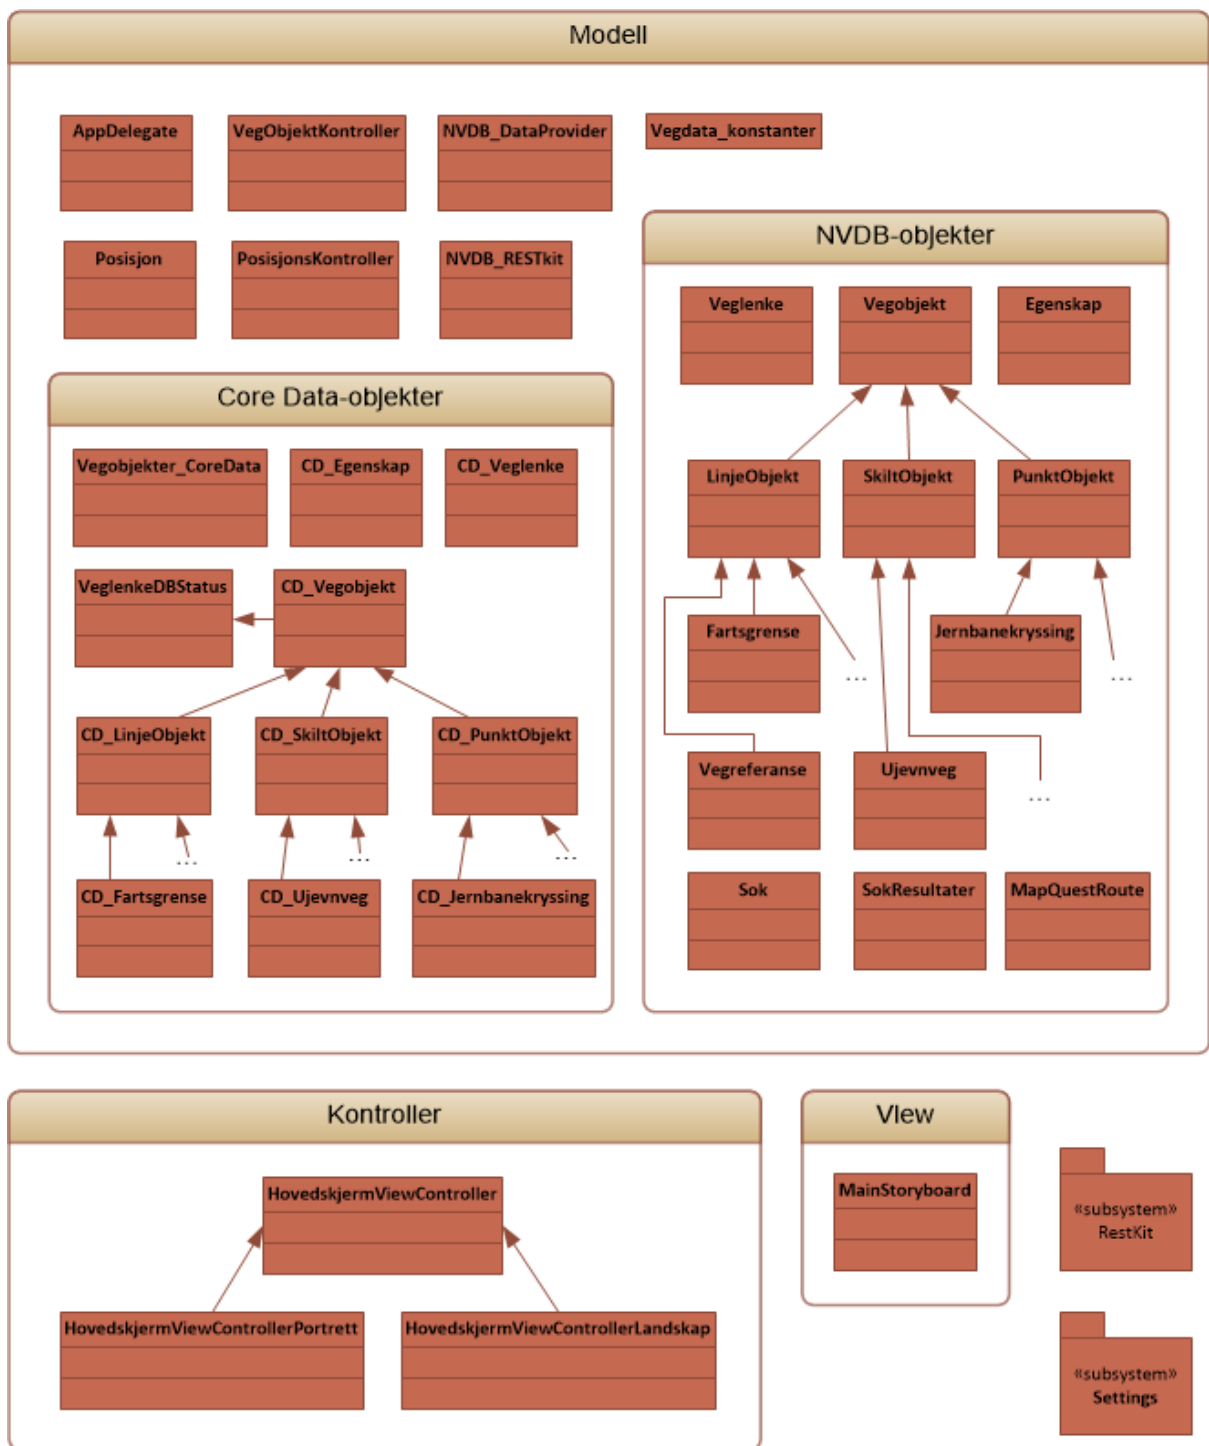 Modell
AppDelegate
VegObjektKontroller
NVDB_DataProvider
Vegdata_konstanter
Posisjon
PosisjonsKontroller
NVDB_RESTkit
NVDB-objekter
Veglenke
Vegobjekt
Egenskap
LinjeObjekt
SkiltObjekt
PunktObjekt
Fartsgrense
Jernbanekryssing
...
...
Vegreferanse
Ujevnveg
...
Sok
SokResultater
MapQuestRoute
Core Data-objekter
Vegobjekter_CoreData
CD_Egenskap
CD_Veglenke
VeglenkeDBStatus
CD_Vegobjekt
CD_LinjeObjekt
CD_SkiltObjekt
CD_PunktObjekt
...
...
...
CD_Fartsgrense
CD_Ujevnveg
CD_Jernbanekryssing
Kontroller
HovedskjermViewController
HovedskjermViewControllerPortrett
HovedskjermViewControllerLandskap
VIew
MainStoryboard
«subsystem»
RestKit
«subsystem»
Settings